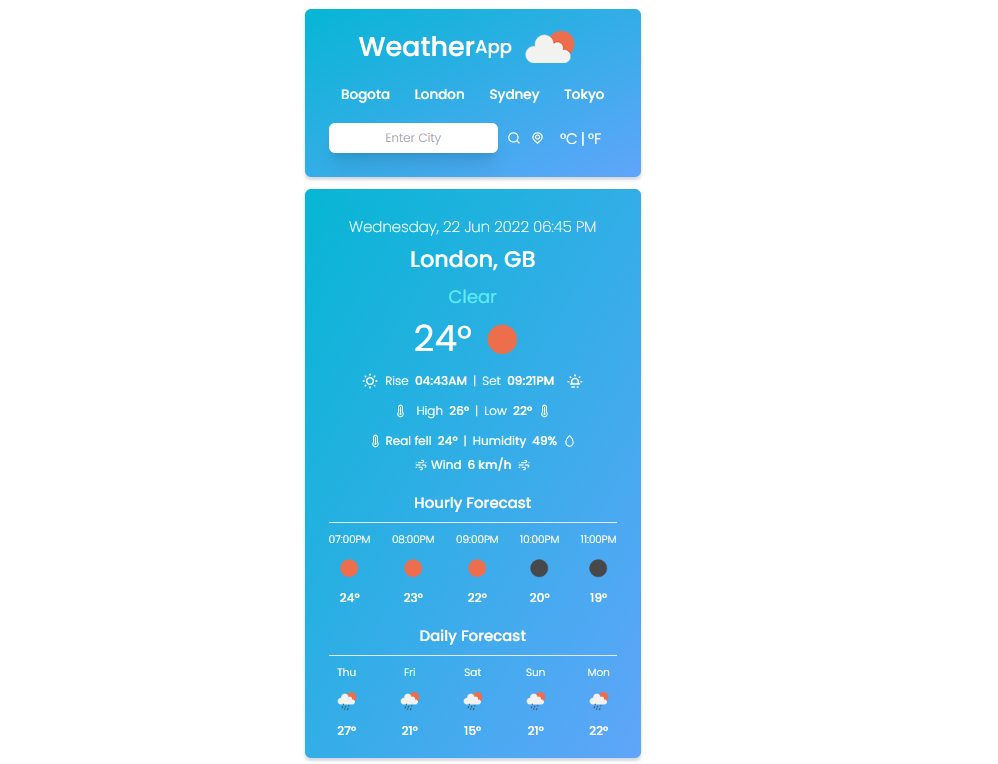 WeatherApp
Bogota London Sydney Tokyo
Enter City °C | °F
Wednesday, 22 Jun 2022 06:45 PM
London, GB
Clear
24°
Rise 04:43AM | Set 09:21PM
High 26° | Low 22°
Real fell 24° | Humidity 49%
Wind 6 km/h
Hourly Forecast
07:00PM 08:00PM 09:00PM 10:00PM 11:00PM
24° 23° 22° 20° 19°
Daily Forecast
Thu Fri Sat Sun Mon
27° 21° 15° 21° 22°